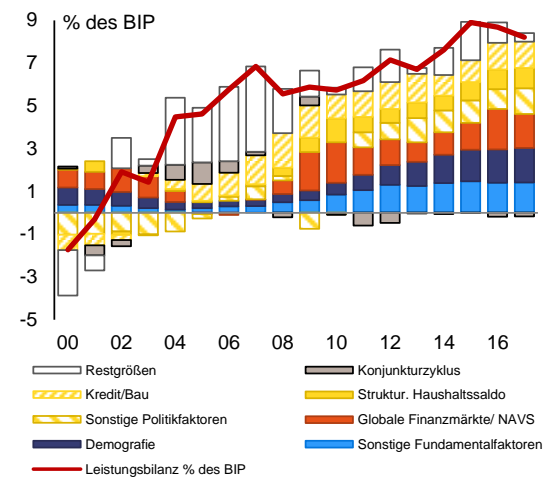 % des BIP
9
7
5
3
1
-1
-3
-5
00 02 04 06 08 10 12 14 16
Restgrößen Konjunkturzyklus
Kredit/Bau Struktur. Haushaltssaldo
Sonstige Politikfaktoren Globale Finanzmärkte/ NAVS
Demografie Sonstige Fundamentalfaktoren
Leistungsbilanz % des BIP